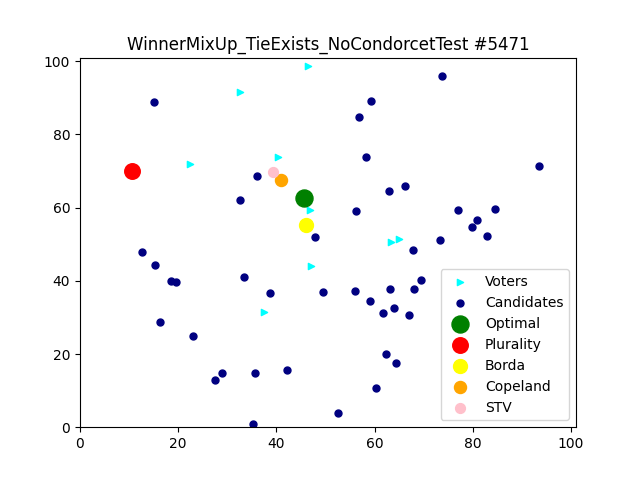 WinnerMixUp_TieExists_NoCondorcetTest #5471
100
80
60
40
20
0
Voters
Candidates
Optimal
Plurality
Borda
Copeland
STV
0 20 40 60 80 100